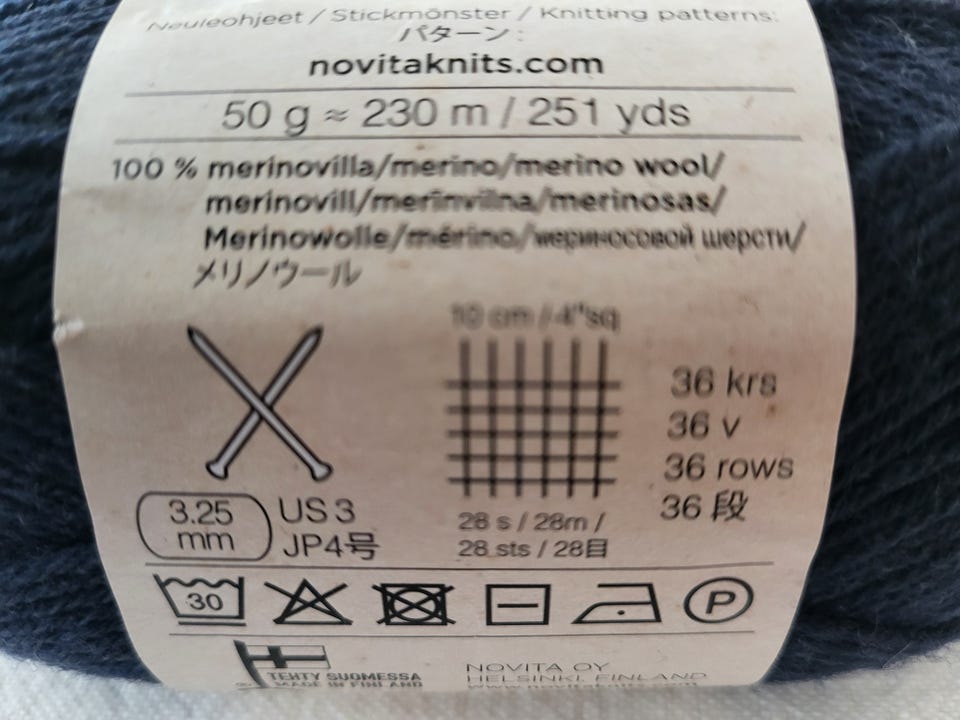 Neuleohjeet / Stickmönster / Knitting patterns:
パターン:
novitaknits.com
50 g ≈ 230 m / 251 yds
100 % merinovilla/merino/merino wool/
merinovill/merinvilna/merinosas/
Merinowolle/mérino/мериносовой шерсти/
メリノウール
10 cm / 4"sq
36 krs
36 v
36 rows
36 段
28 s / 28m /
28 sts / 28目
3.25
mm
US 3
JP4号
30
P
TEHTY SUOMESSA
MADE IN FINLAND
NOVITA OY
HELSINKI, FINLAND
www.novitaknits.com